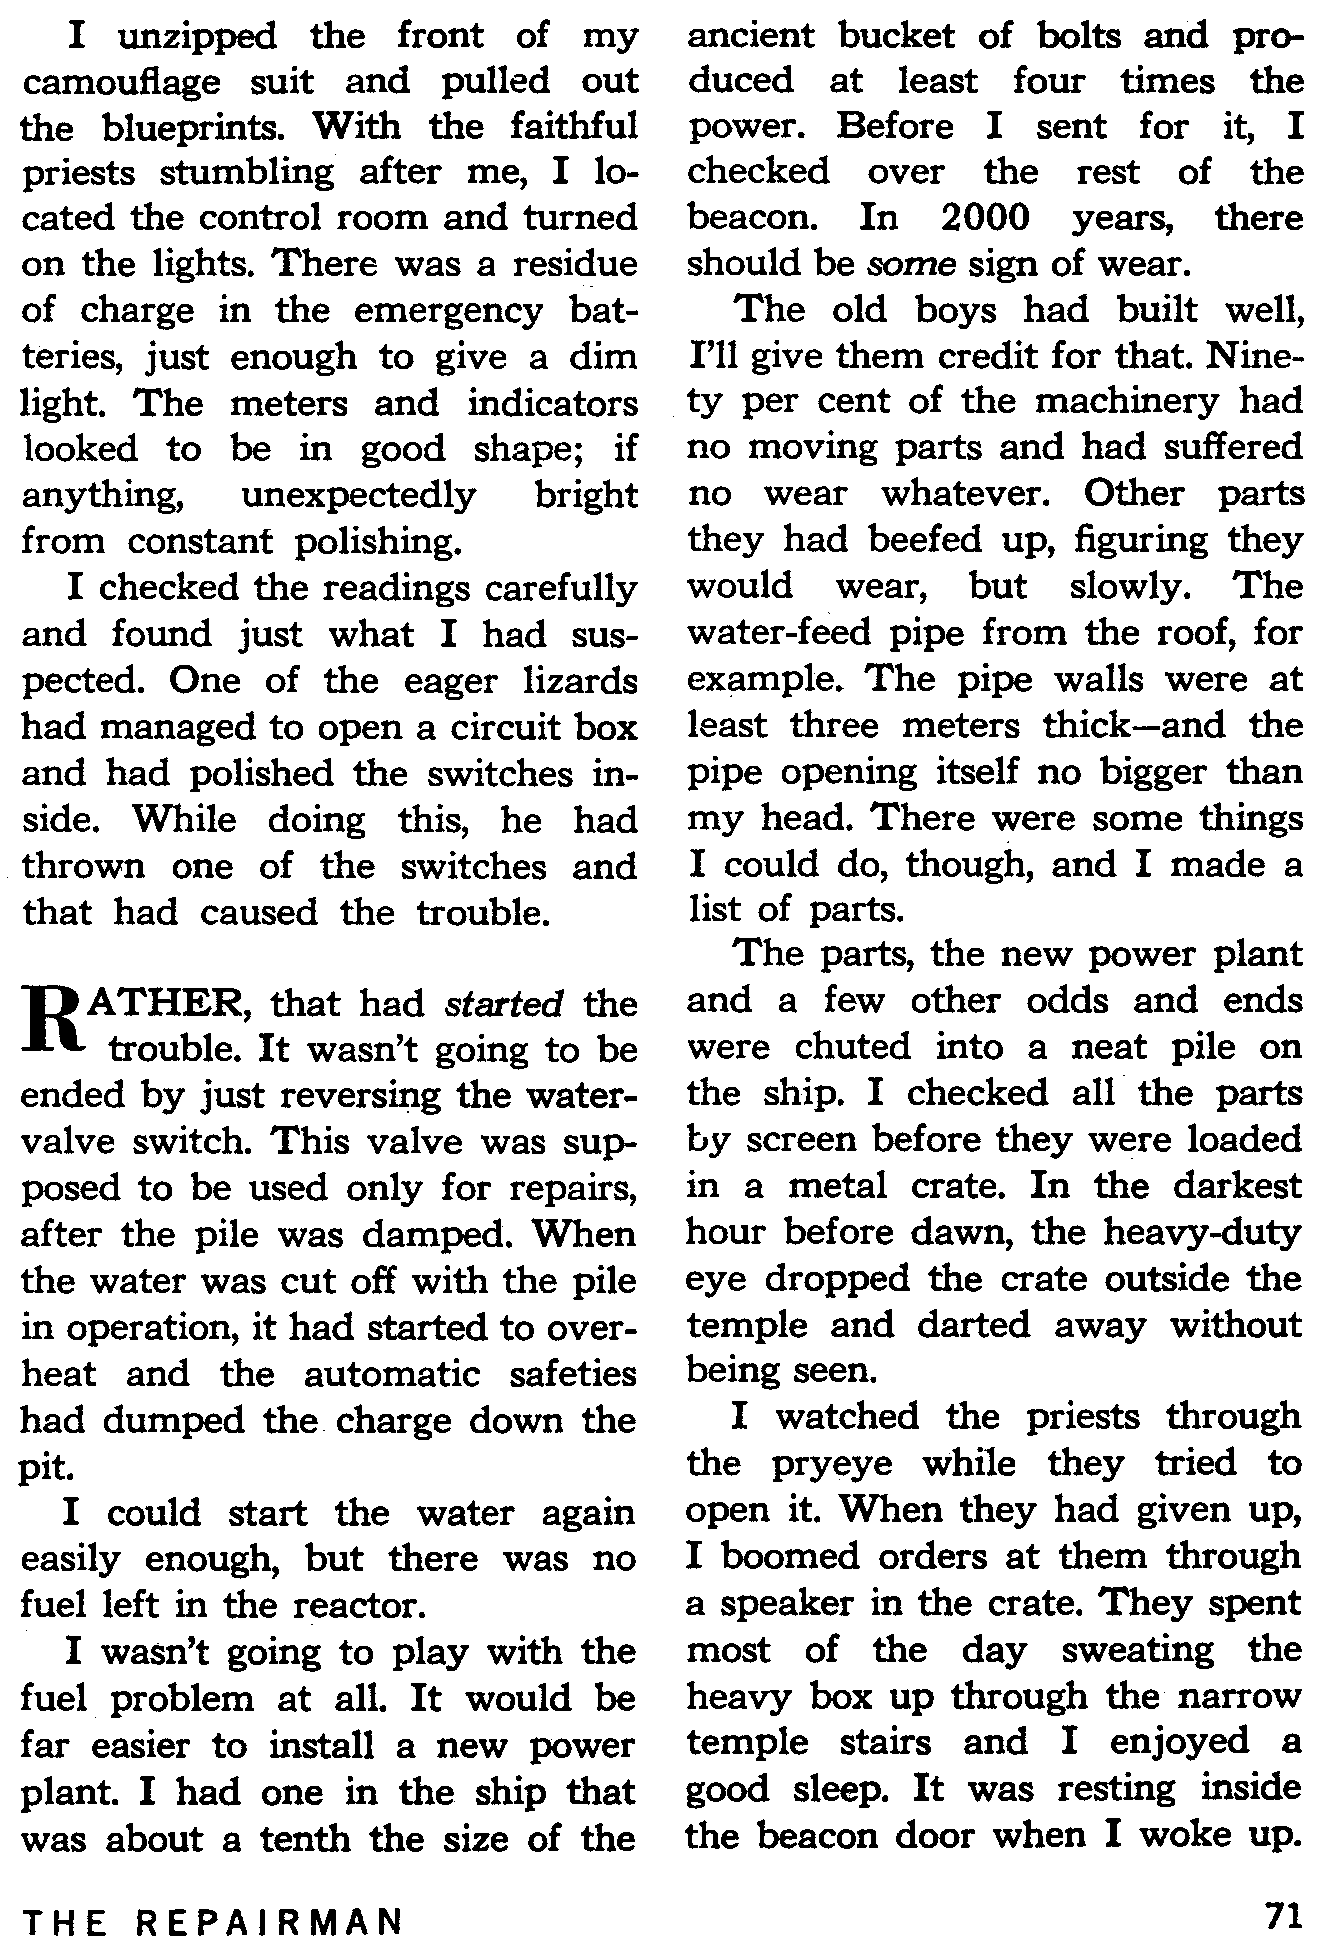 I unzipped the front of my
camouflage suit and pulled out
the blueprints. With the faithful
priests stumbling after me, I lo-
cated the control room and turned
on the lights. There was a residue
of charge in the emergency bat-
teries, just enough to give a dim
light. The meters and indicators
looked to be in good shape; if
anything, unexpectedly bright
from constant polishing.
I checked the readings carefully
and found just what I had sus-
pected. One of the eager lizards
had managed to open a circuit box
and had polished the switches in-
side. While doing this, he had
thrown one of the switches and
that had caused the trouble.
RATHER, that had started the
trouble. It wasn't going to be
ended by just reversing the water-
valve switch. This valve was sup-
posed to be used only for repairs,
after the pile was damped. When
the water was cut off with the pile
in operation, it had started to over-
heat and the automatic safeties
had dumped the charge down the
pit.
I could start the water again
easily enough, but there was no
fuel left in the reactor.
I wasn't going to play with the
fuel problem at all. It would be
far easier to install a new power
plant. I had one in the ship that
was about a tenth the size of the
ancient bucket of bolts and pro-
duced at least four times the
power. Before I sent for it, I
checked over the rest of the
beacon. In 2000 years, there
should be some sign of wear.
The old boys had built well,
I'll give them credit for that. Nine-
ty per cent of the machinery had
no moving parts and had suffered
no wear whatever. Other parts
they had beefed up, figuring they
would wear, but slowly. The
water-feed pipe from the roof, for
example. The pipe walls were at
least three meters thick—and the
pipe opening itself no bigger than
my head. There were some things
I could do, though, and I made a
list of parts.
The parts, the new power plant
and a few other odds and ends
were chuted into a neat pile on
the ship. I checked all the parts
by screen before they were loaded
in a metal crate. In the darkest
hour before dawn, the heavy-duty
eye dropped the crate outside the
temple and darted away without
being seen.
I watched the priests through
the pryeye while they tried to
open it. When they had given up,
I boomed orders at them through
a speaker in the crate. They spent
most of the day sweating the
heavy box up through the narrow
temple stairs and I enjoyed a
good sleep. It was resting inside
the beacon door when I woke up.
THE REPAIRMAN
71